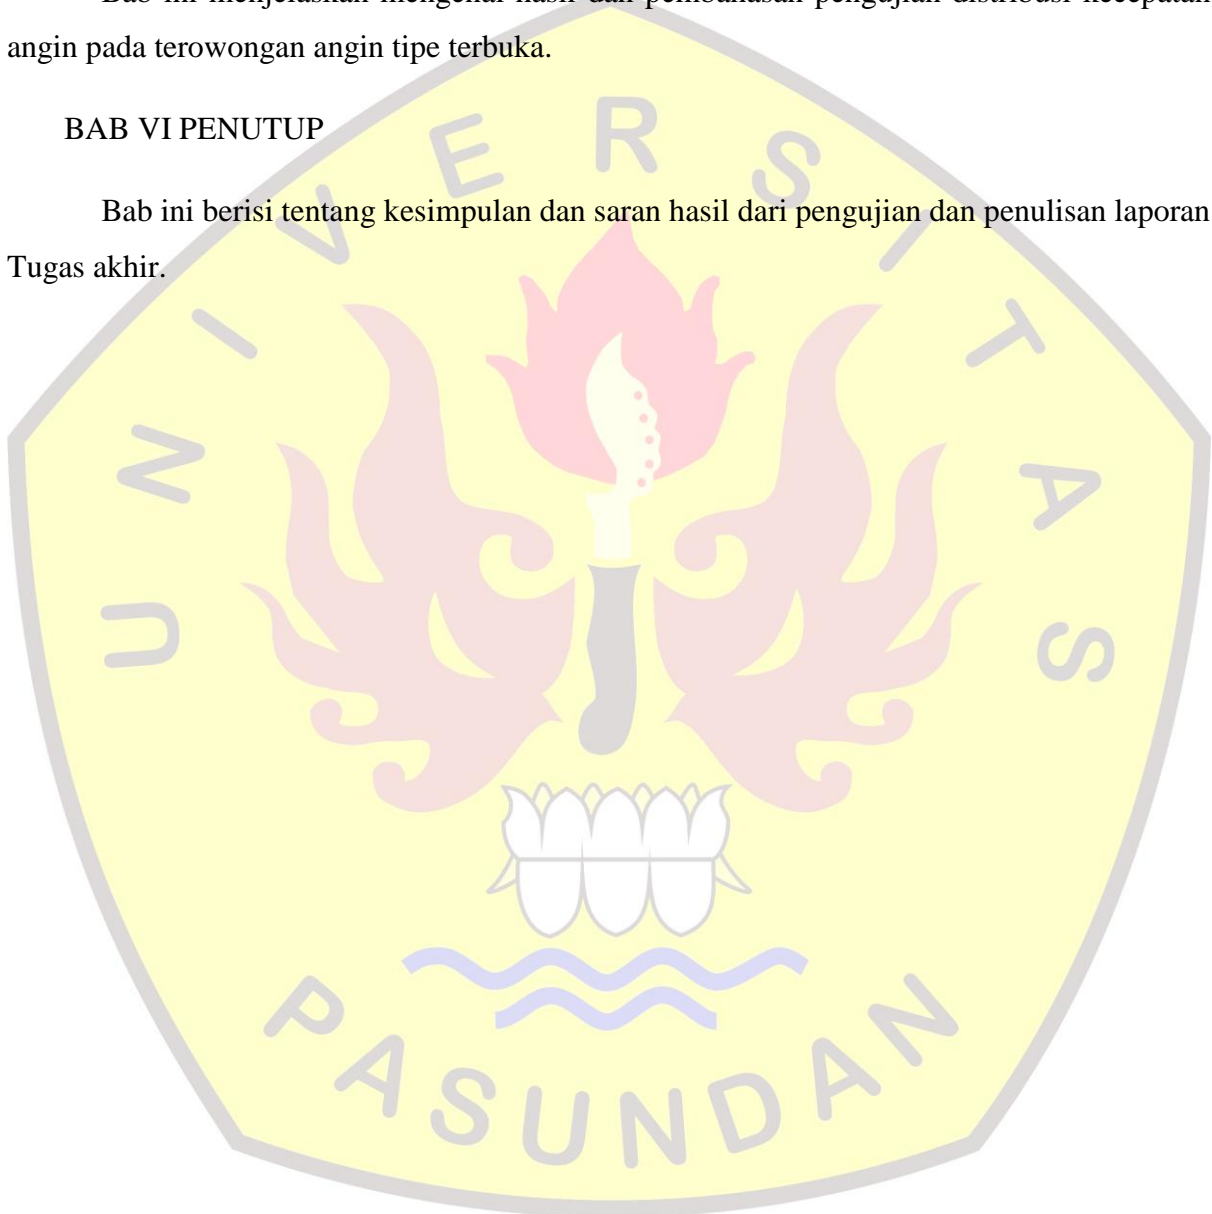 Bab ini menjelaskan mengenai hasil dan pembahasan pengujian distribusi kecepatan
angin pada terowongan angin tipe terbuka.
BAB VI PENUTUP
Bab ini berisi tentang kesimpulan dan saran hasil dari pengujian dan penulisan laporan
Tugas akhir.
UNIVERSITAS
PASUNDAN